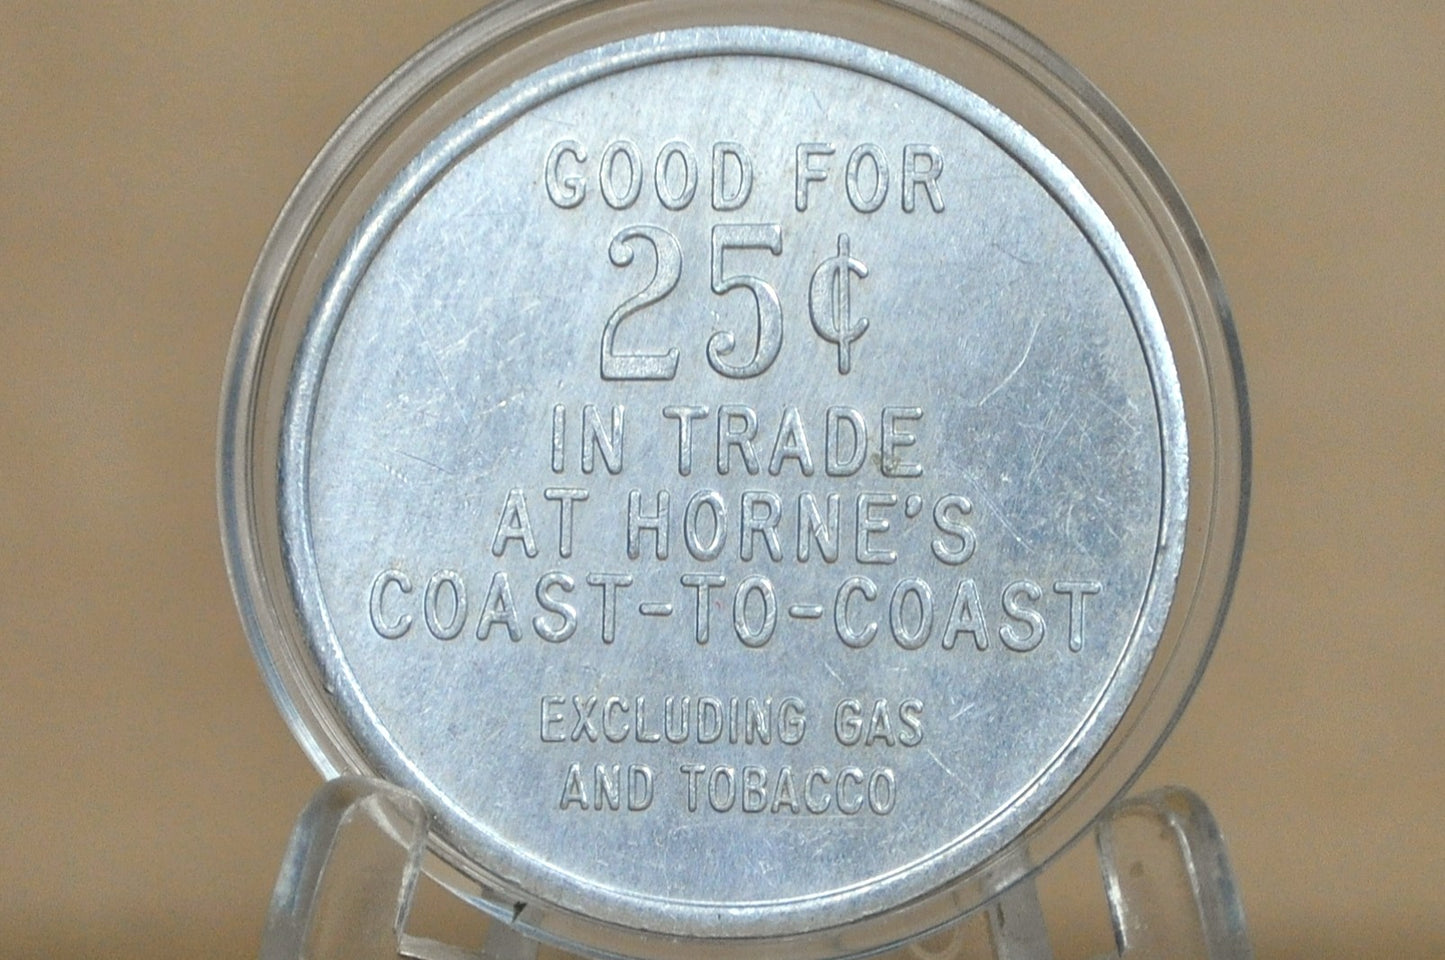 GOOD FOR
25¢
IN TRADE
AT HORNE'S
COAST-TO-COAST
EXCLUDING GAS
AND TOBACCO